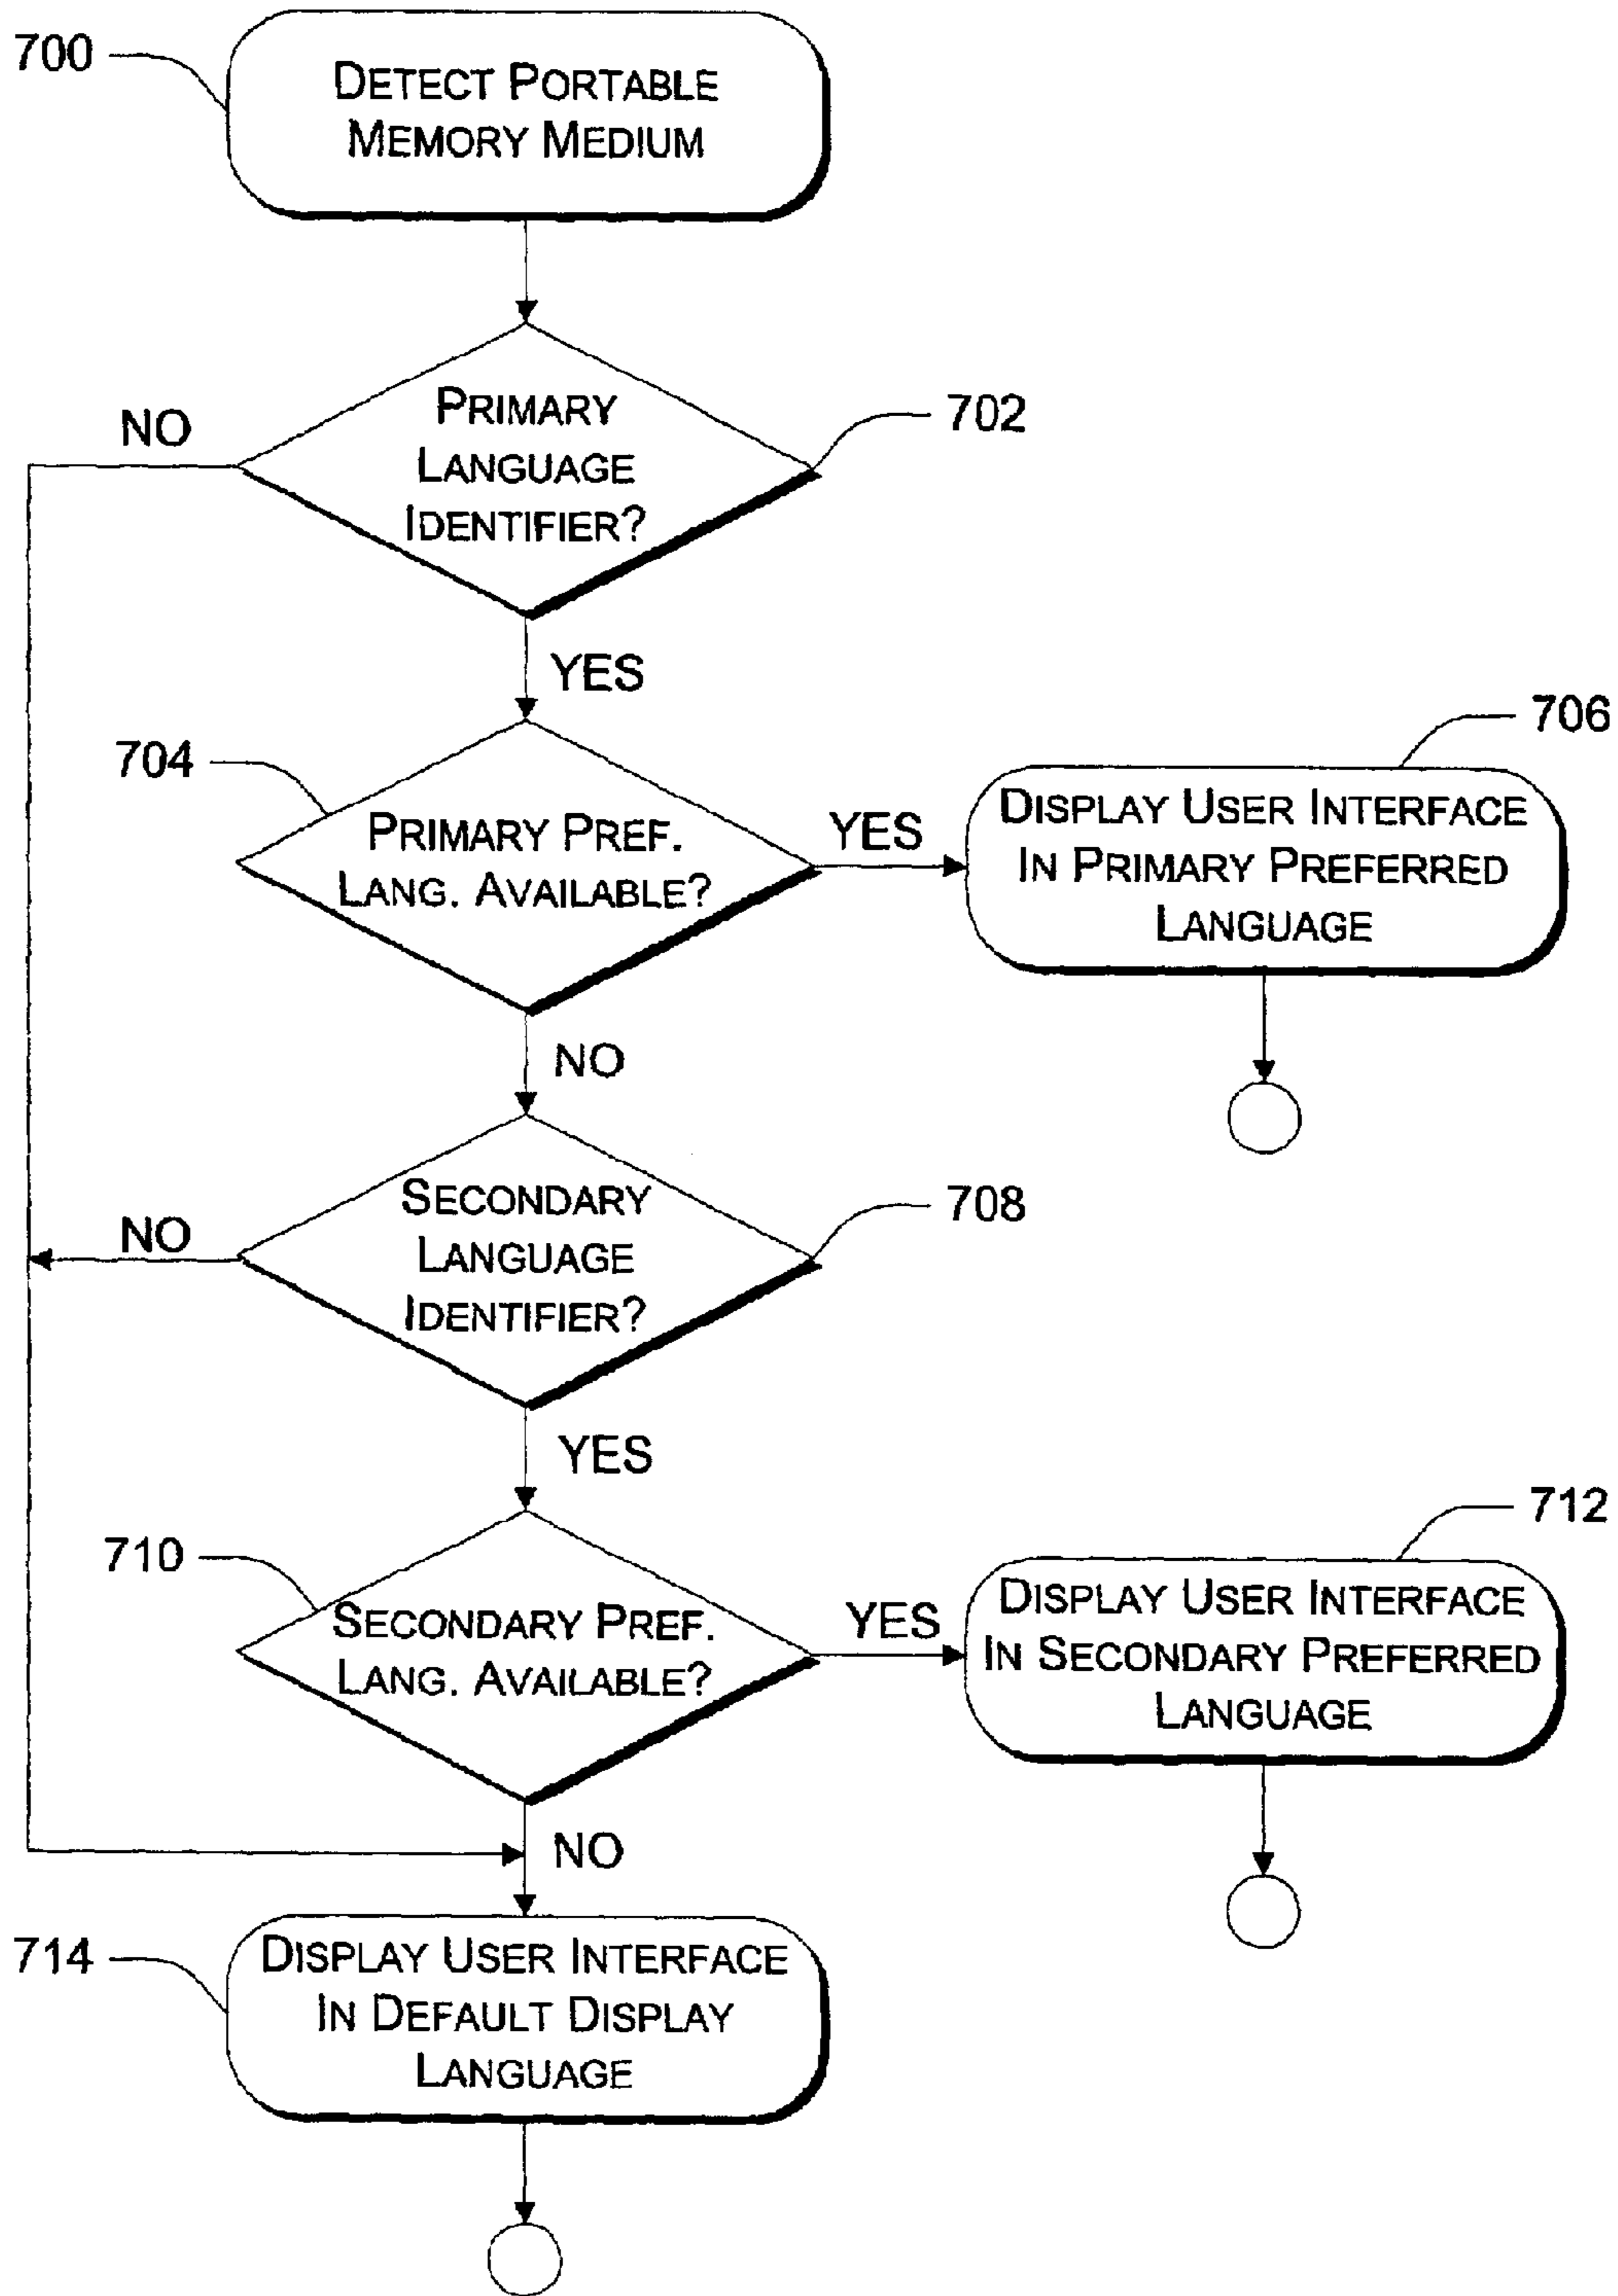 700
DETECT PORTABLE
MEMORY MEDIUM
NO
PRIMARY
LANGUAGE
IDENTIFIER?
702
YES
704
PRIMARY PREF.
LANG. AVAILABLE?
YES
706
DISPLAY USER INTERFACE
IN PRIMARY PREFERRED
LANGUAGE
NO
SECONDARY
LANGUAGE
IDENTIFIER?
708
NO
YES
710
SECONDARY PREF.
LANG. AVAILABLE?
YES
712
DISPLAY USER INTERFACE
IN SECONDARY PREFERRED
LANGUAGE
NO
714
DISPLAY USER INTERFACE
IN DEFAULT DISPLAY
LANGUAGE